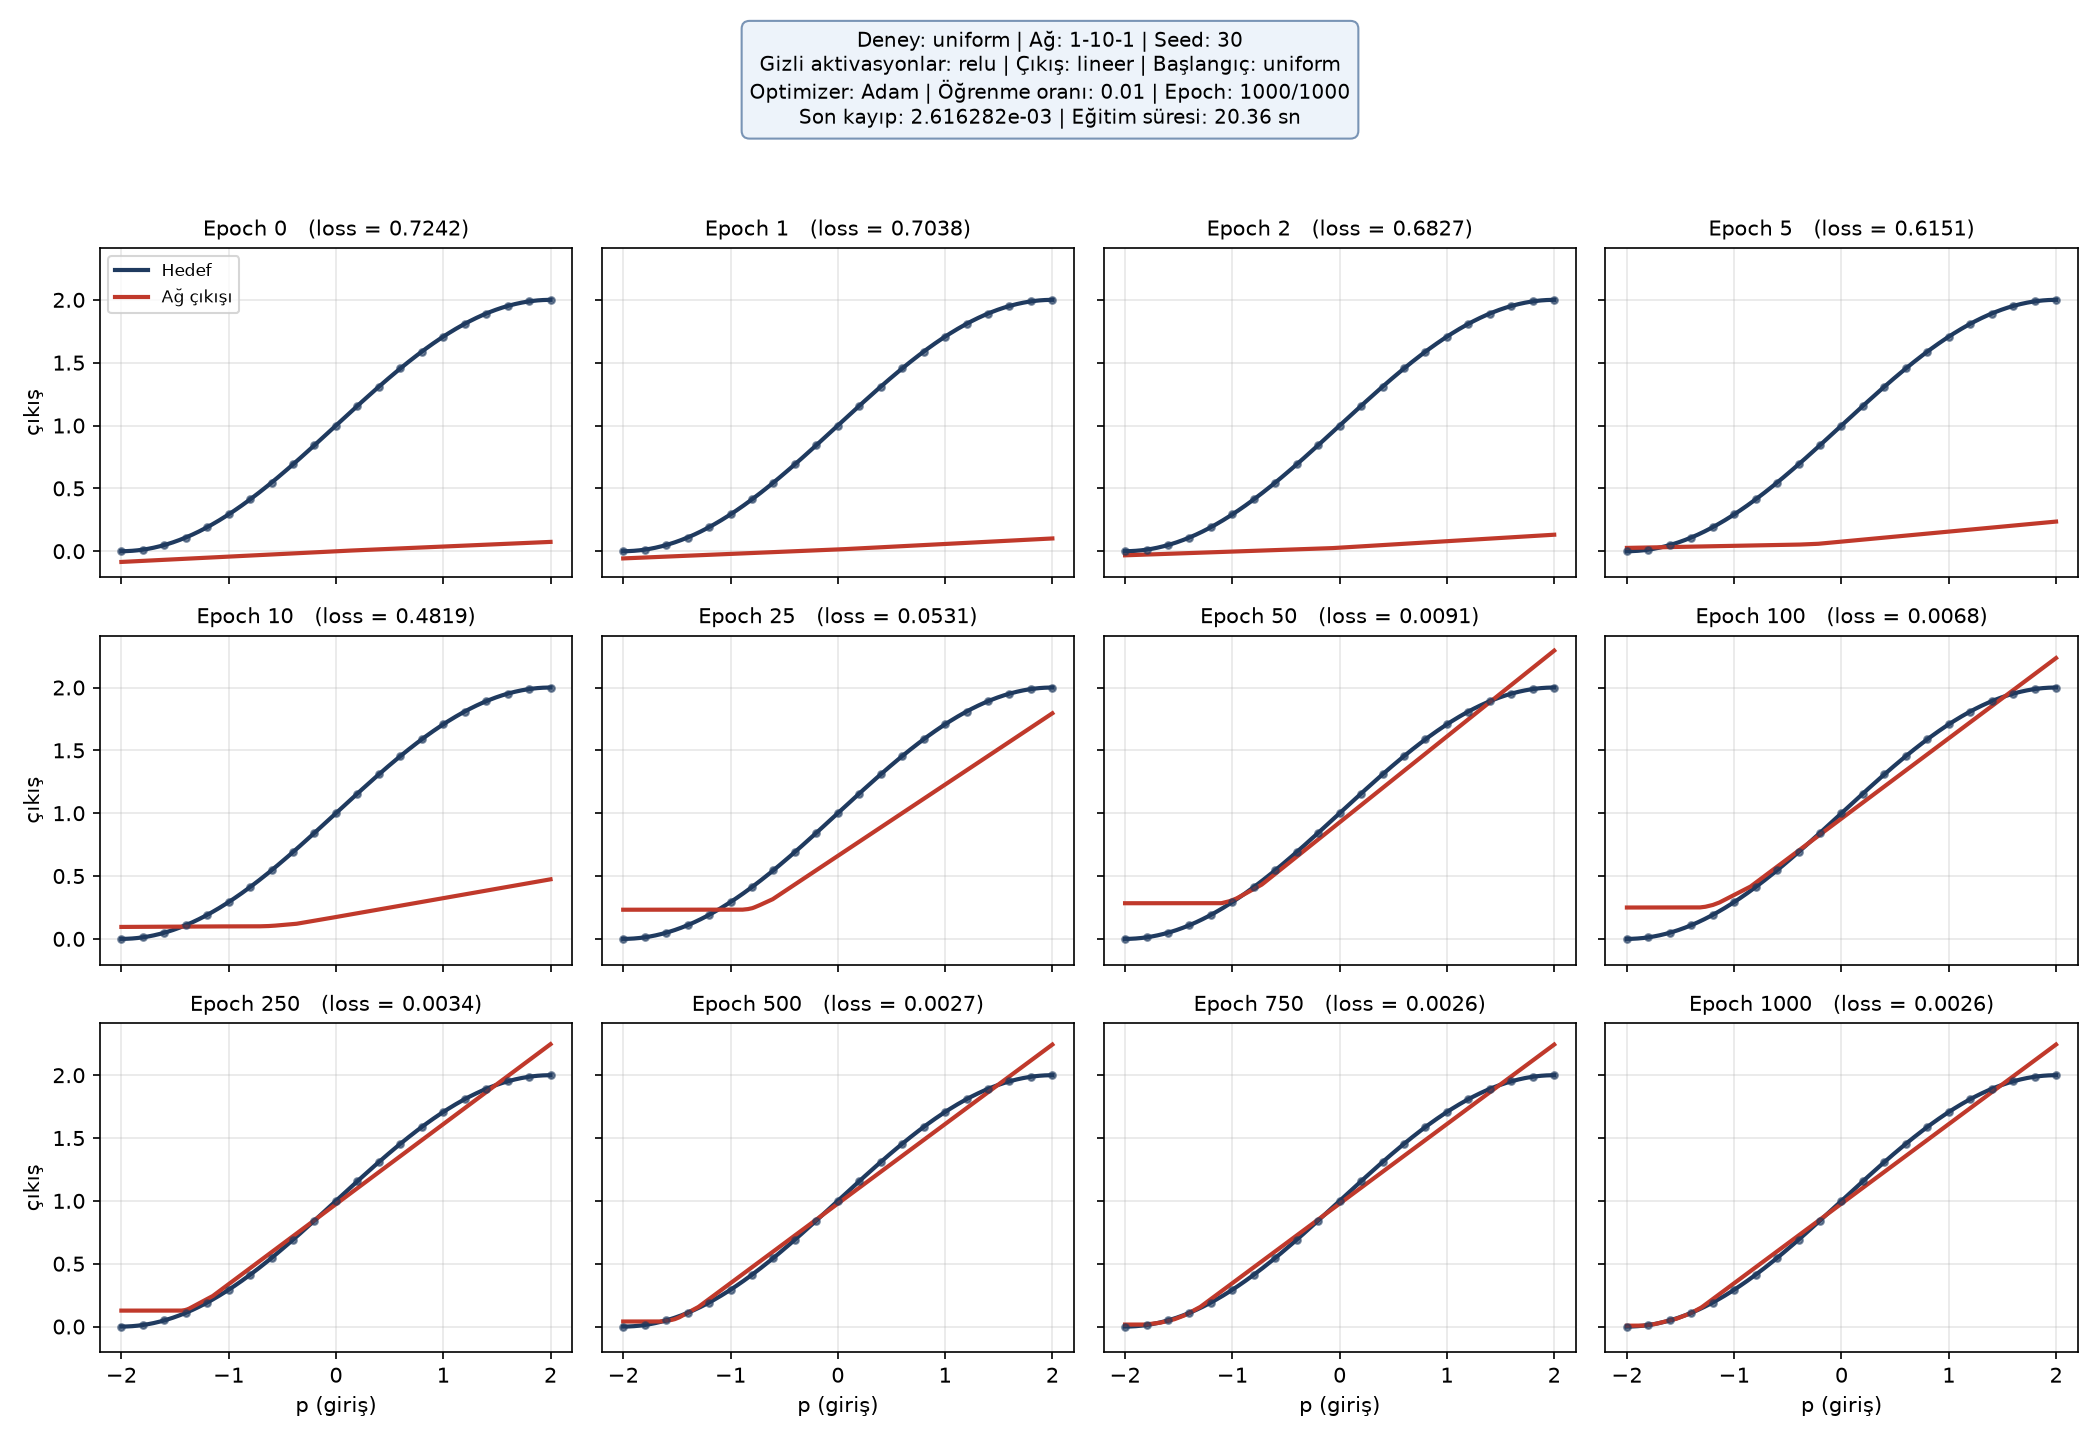 Deney: uniform | Ağ: 1-10-1 | Seed: 30
Gizli aktivasyonlar: relu | Çıkış: lineer | Başlangıç: uniform
Optimizer: Adam | Öğrenme oranı: 0.01 | Epoch: 1000/1000
Son kayıp: 2.616282e-03 | Eğitim süresi: 20.36 sn
Epoch 0 (loss = 0.7242)
Epoch 1 (loss = 0.7038)
Epoch 2 (loss = 0.6827)
Epoch 5 (loss = 0.6151)
Hedef
Ağ çıkışı
2.0
1.5
1.0
0.5
0.0
çıkış
Epoch 10 (loss = 0.4819)
Epoch 25 (loss = 0.0531)
Epoch 50 (loss = 0.0091)
Epoch 100 (loss = 0.0068)
2.0
1.5
1.0
0.5
0.0
çıkış
Epoch 250 (loss = 0.0034)
Epoch 500 (loss = 0.0027)
Epoch 750 (loss = 0.0026)
Epoch 1000 (loss = 0.0026)
2.0
1.5
1.0
0.5
0.0
çıkış
−2 −1 0 1 2
−2 −1 0 1 2
−2 −1 0 1 2
−2 −1 0 1 2
p (giriş)
p (giriş)
p (giriş)
p (giriş)